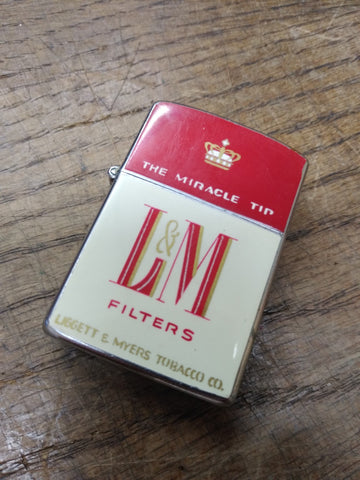 THE MIRACLE TIP
L&M
FILTERS
LIGGETT & MYERS TOBACCO CO.